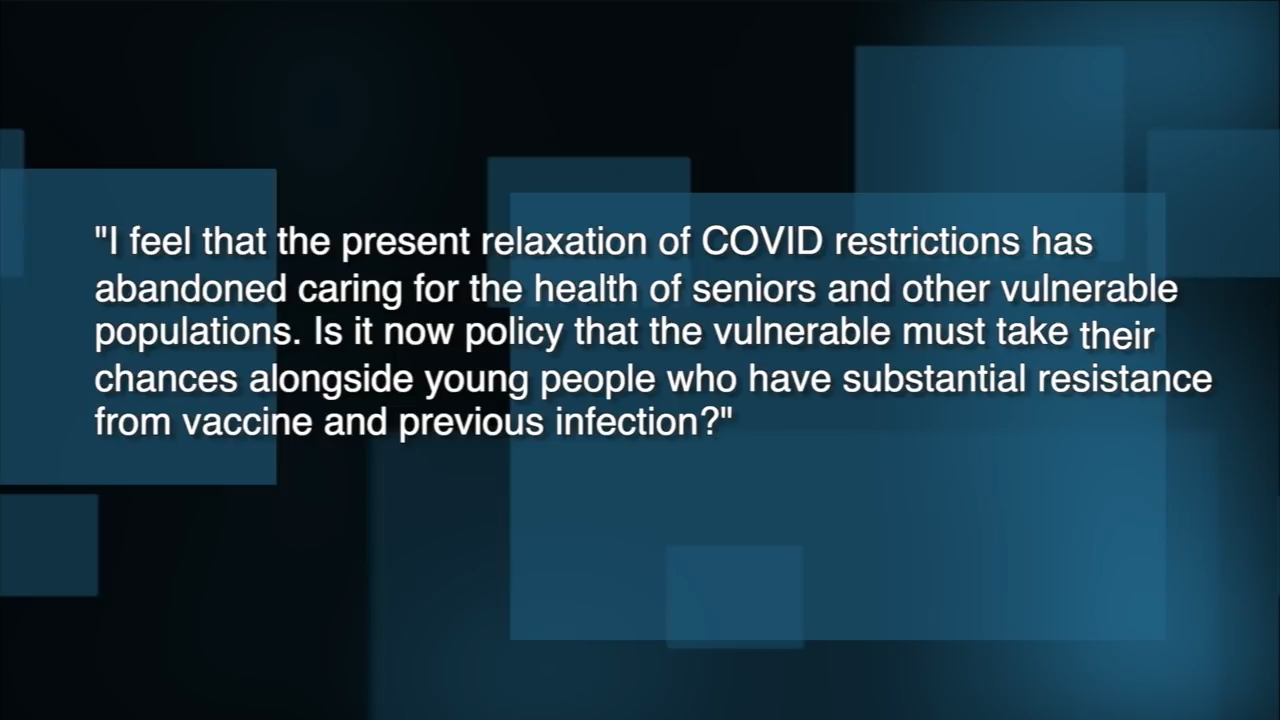 "I feel that the present relaxation of COVID restrictions has
abandoned caring for the health of seniors and other vulnerable
populations. Is it now policy that the vulnerable must take their
chances alongside young people who have substantial resistance
from vaccine and previous infection?"